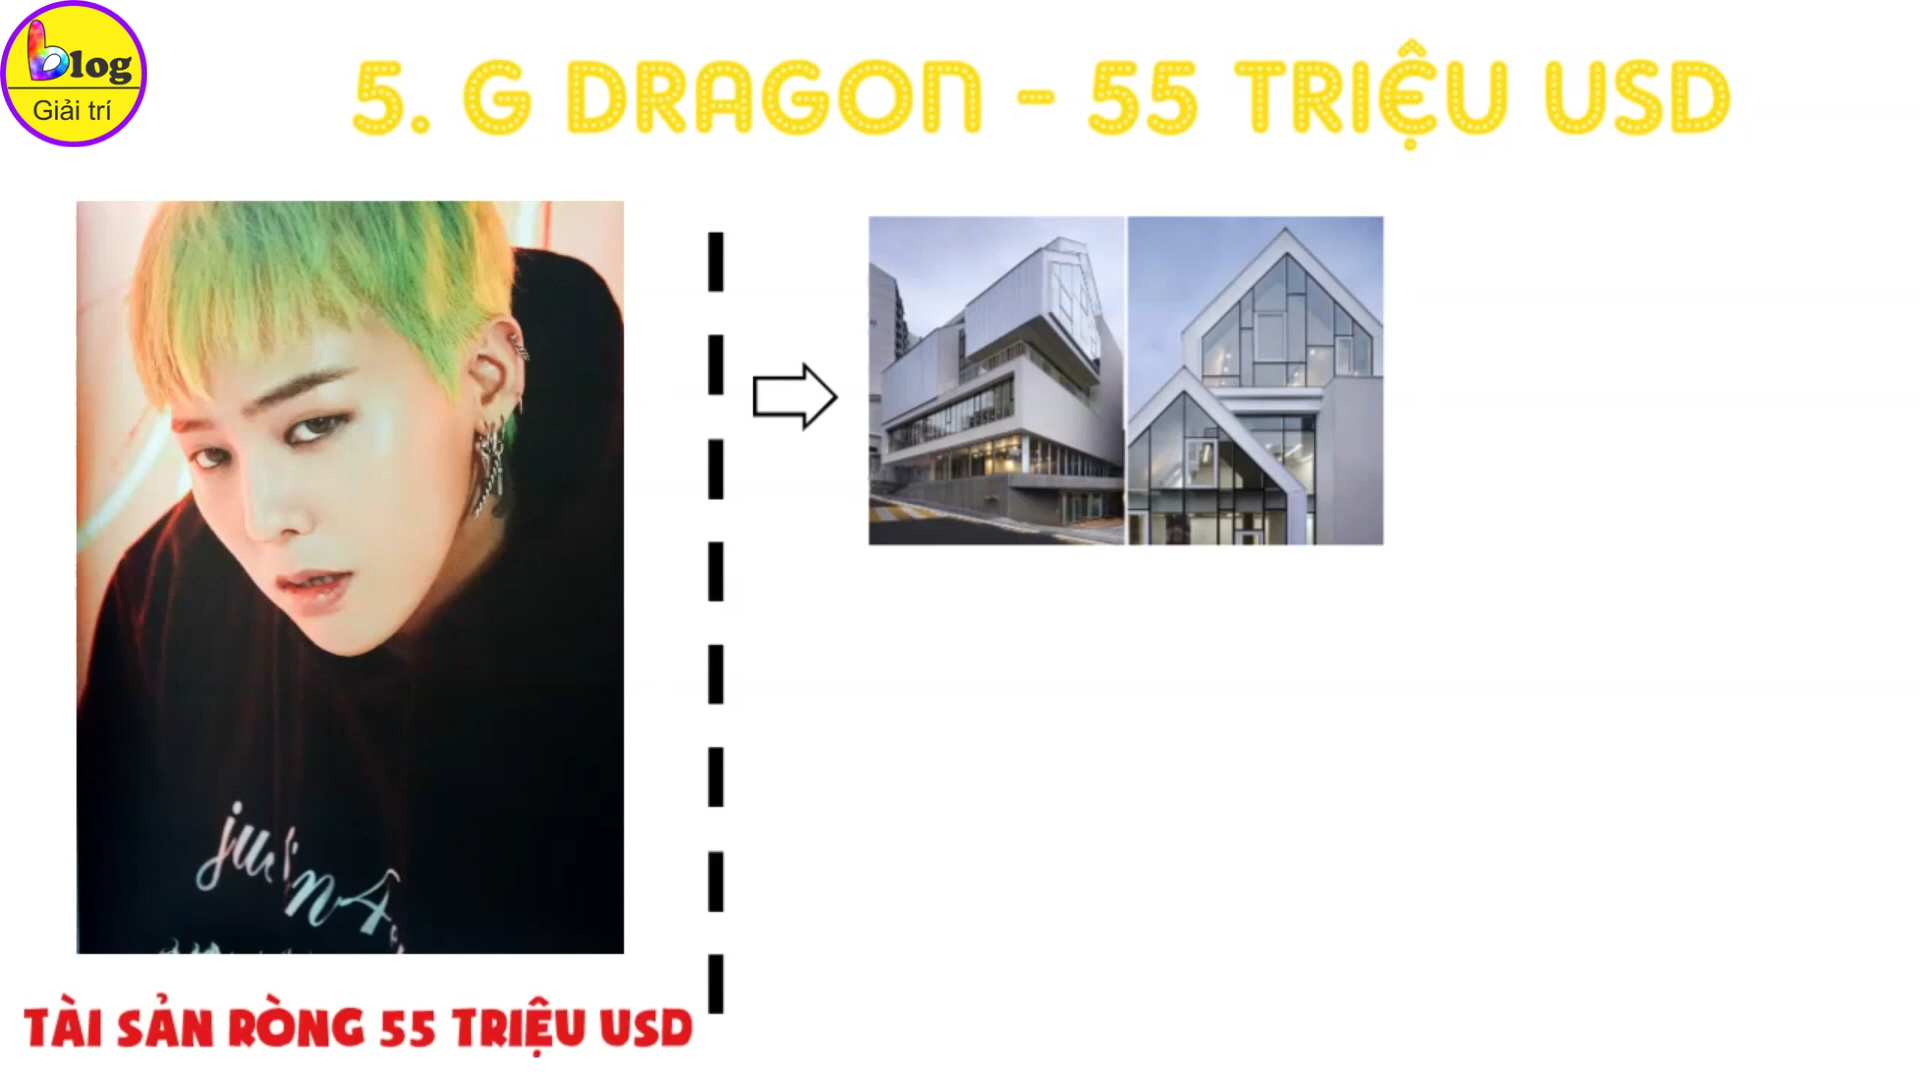 blog
Giải trí
5. G DRAGON - 55 TRIỆU USD
TÀI SẢN RÒNG 55 TRIỆU USD